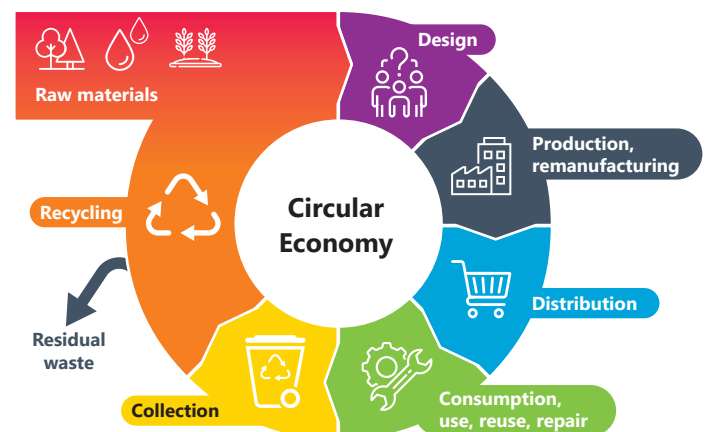 Raw materials
Design
Production,
remanufacturing
Circular
Economy
Recycling
Distribution
Residual
waste
Collection
Consumption,
use, reuse, repair
?